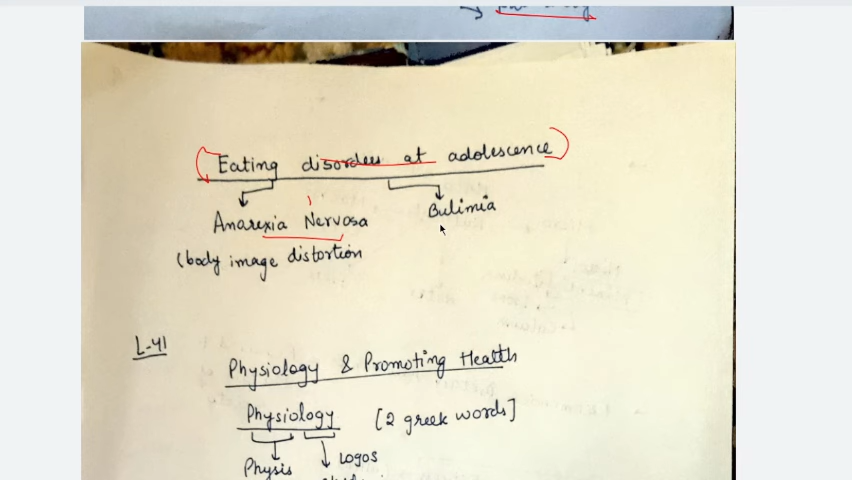 Eating disorders at adolescence
Anarexia Nervosa
Bulimia
(body image distortion
L-41
Physiology & Promoting Health
Physiology [2 greek words]
Physis
LOGOS